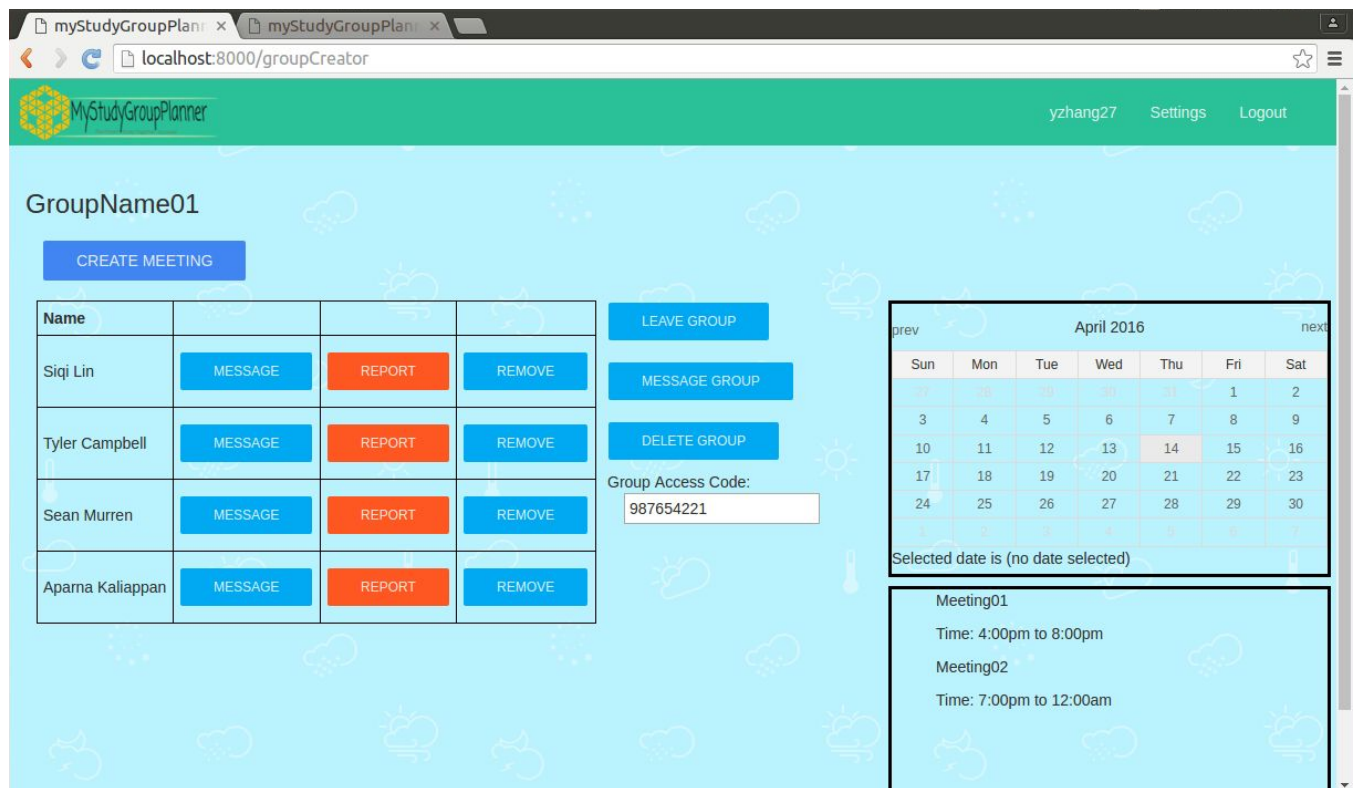 myStudyGroupPlann
myStudyGroupPlann
localhost:8000/groupCreator
MyStudyGroupPlanner
yzhang27 Settings Logout
GroupName01
CREATE MEETING
Name
Siqi Lin MESSAGE REPORT REMOVE
Tyler Campbell MESSAGE REPORT REMOVE
Sean Murren MESSAGE REPORT REMOVE
Aparna Kaliappan MESSAGE REPORT REMOVE
LEAVE GROUP
MESSAGE GROUP
DELETE GROUP
Group Access Code:
987654221
prev April 2016 next
Sun Mon Tue Wed Thu Fri Sat
27 28 29 30 31 1 2
3 4 5 6 7 8 9
10 11 12 13 14 15 16
17 18 19 20 21 22 23
24 25 26 27 28 29 30
1 2 3 4 5 6 7
Selected date is (no date selected)
Meeting01
Time: 4:00pm to 8:00pm
Meeting02
Time: 7:00pm to 12:00am